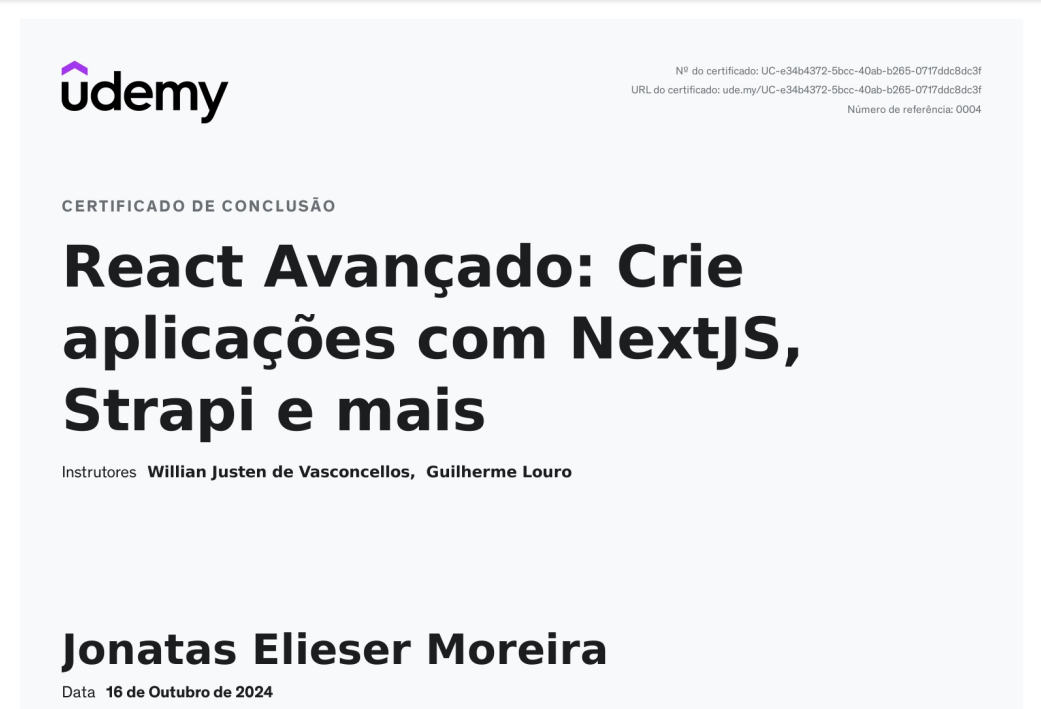 udemy
Nº do certificado: UC-e34b4372-5bcc-40ab-b265-0717ddc8dc3f
URL do certificado: ude.my/UC-e34b4372-5bcc-40ab-b265-0717ddc8dc3f
Número de referência: 0004
CERTIFICADO DE CONCLUSÃO
React Avançado: Crie
aplicações com NextJS,
Strapi e mais
Instrutores Willian Justen de Vasconcellos, Guilherme Louro
Jonatas Elieser Moreira
Data 16 de Outubro de 2024